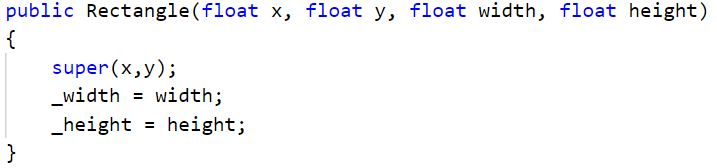 public Rectangle(float x, float y, float width, float height)
{
    super(x,y);
    _width = width;
    _height = height;
}